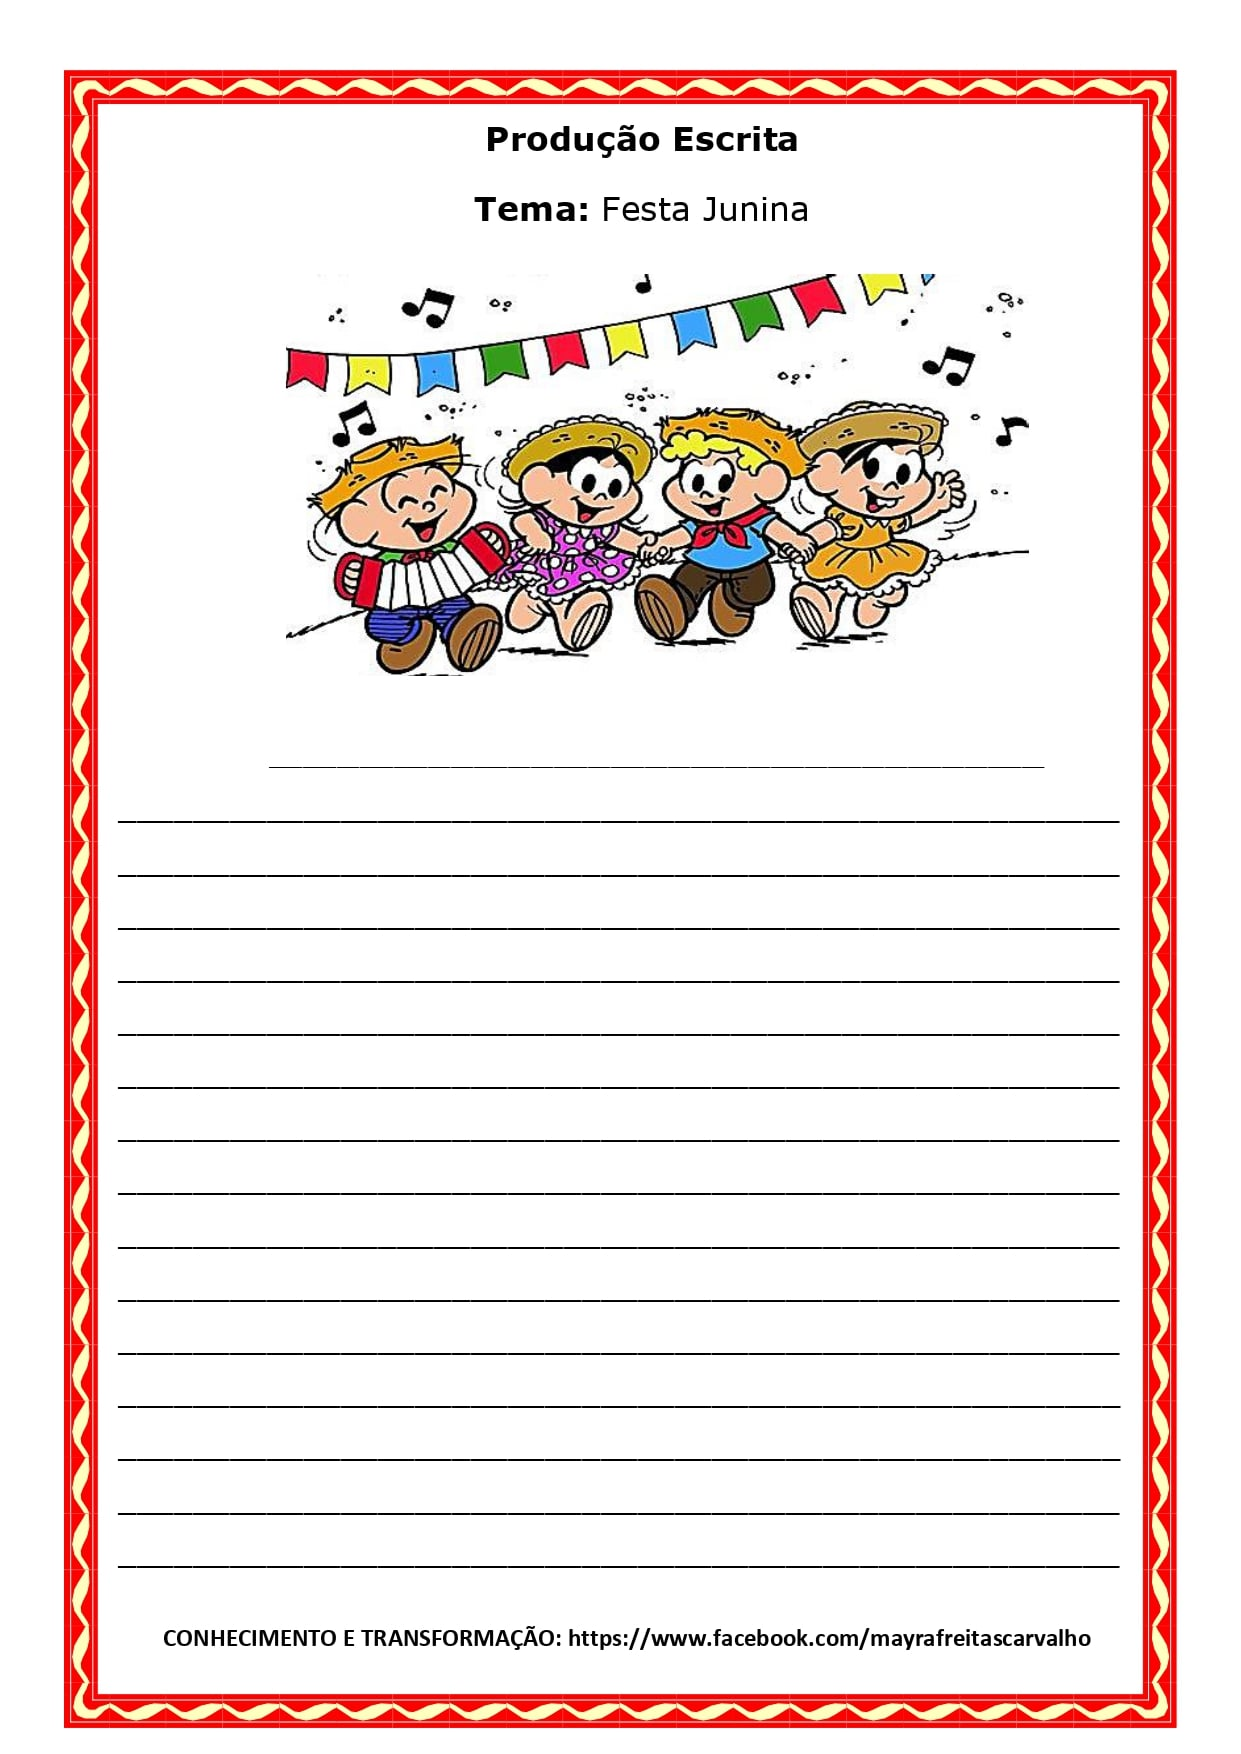 Produção Escrita
Tema: Festa Junina
CONHECIMENTO E TRANSFORMAÇÃO: https://www.facebook.com/mayrafreitascarvalho